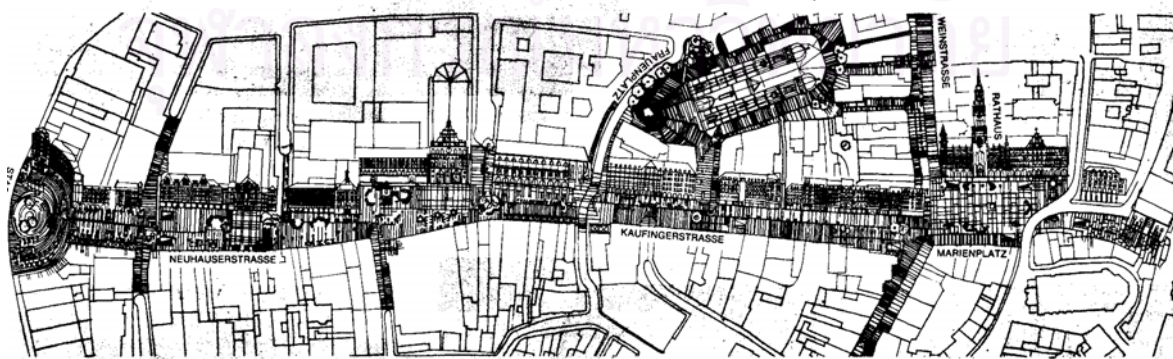 FRAUENPLATZ
WEINSTRASSE
RATHAUS
NEUHAUSERSTRASSE
KAUFINGERSTRASSE
MARIENPLATZ